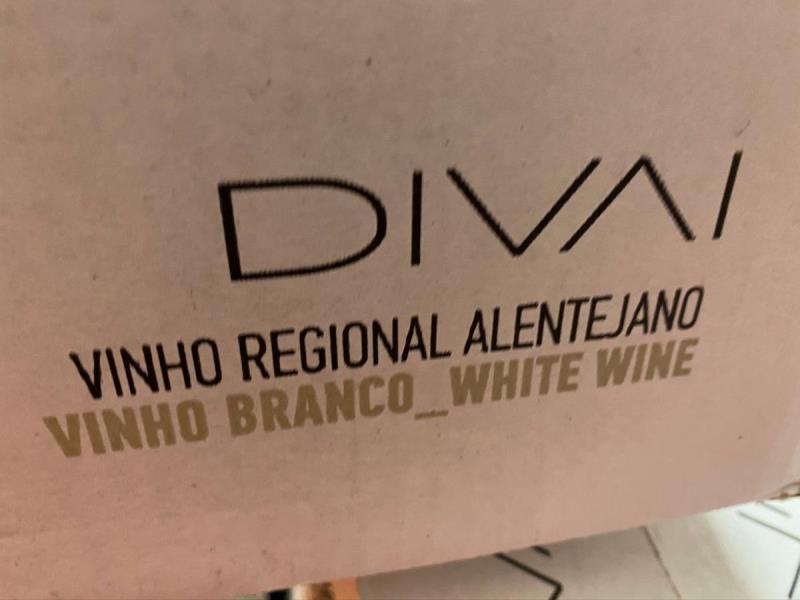 DIVAI
VINHO REGIONAL ALENTEJANO
VINHO BRANCO_WHITE WINE